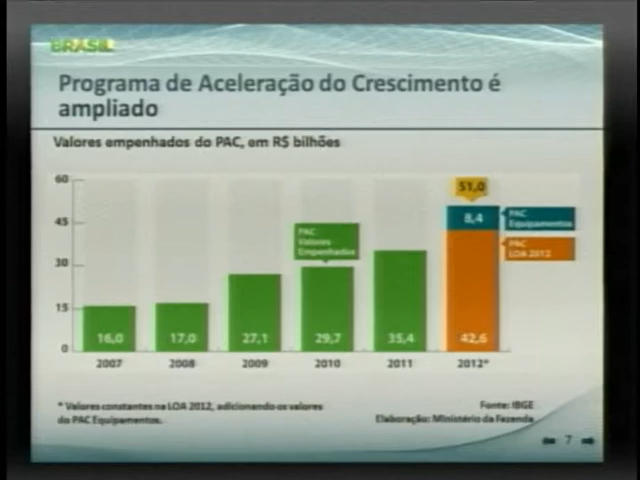 BRASIL
Programa de Aceleração do Crescimento é
ampliado
Valores empenhados do PAC, em R$ bilhões
60
45
30
15
0
51,0
8,4
PAC
Equipamentos
PAC
LOA 2012
PAC
Valores
Empenhados
16,0
17,0
27,1
29,7
35,4
42,6
2007
2008
2009
2010
2011
2012*
* Valores constantes na LOA 2012, adicionando os valores
do PAC Equipamentos.
Fonte: IBGE
Elaboração: Ministério da Fazenda
7